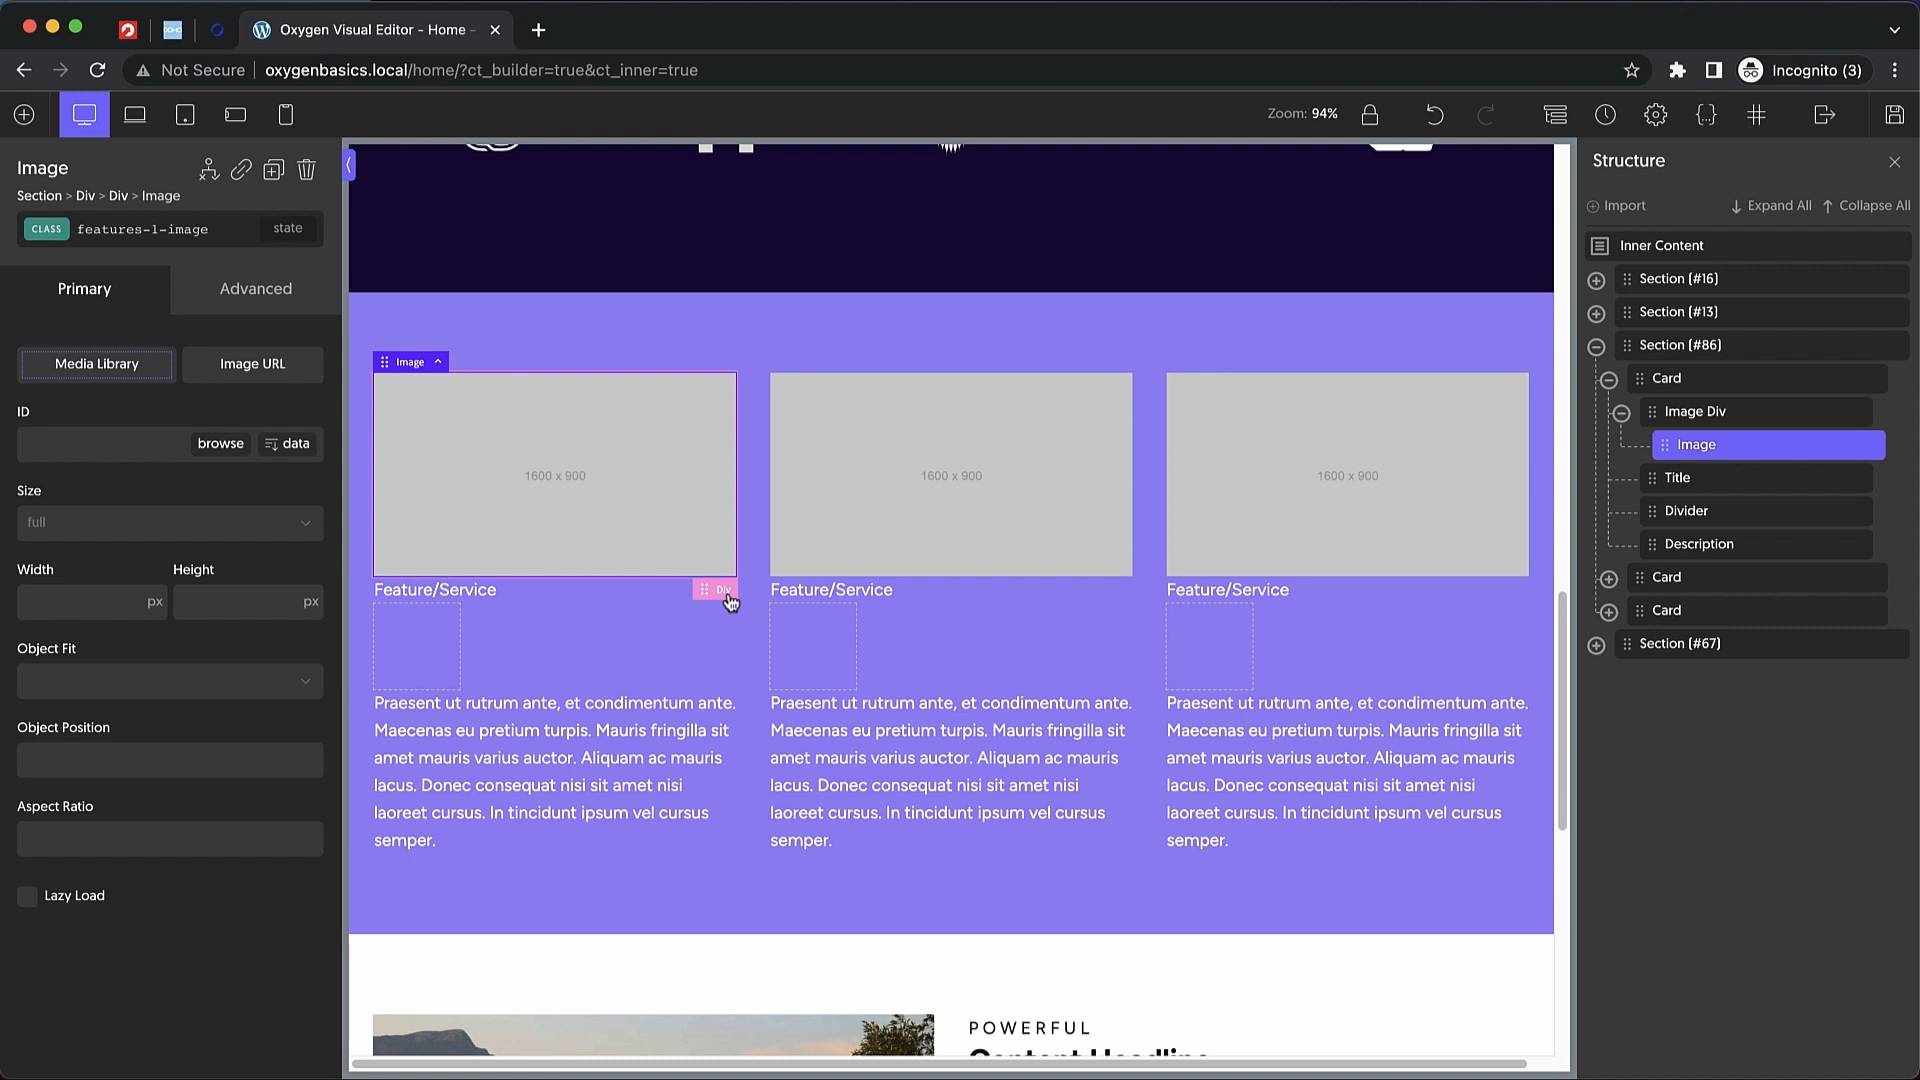 Oxygen Visual Editor - Home -
Not Secure
oxygenbasics.local/home/?ct_builder=true&ct_inner=true
Incognito (3)
Zoom: 94%
Image
Section > Div > Div > Image
CLASS
features-1-image
state
Primary
Advanced
Media Library
Image URL
ID
browse
data
Size
full
Width
Height
px
px
Object Fit
Object Position
Aspect Ratio
Lazy Load
Image
1600 x 900
1600 x 900
1600 x 900
Feature/Service
Div
Feature/Service
Feature/Service
Praesent ut rutrum ante, et condimentum ante.
Maecenas eu pretium turpis. Mauris fringilla sit
amet mauris varius auctor. Aliquam ac mauris
lacus. Donec consequat nisi sit amet nisi
laoreet cursus. In tincidunt ipsum vel cursus
semper.
Praesent ut rutrum ante, et condimentum ante.
Maecenas eu pretium turpis. Mauris fringilla sit
amet mauris varius auctor. Aliquam ac mauris
lacus. Donec consequat nisi sit amet nisi
laoreet cursus. In tincidunt ipsum vel cursus
semper.
Praesent ut rutrum ante, et condimentum ante.
Maecenas eu pretium turpis. Mauris fringilla sit
amet mauris varius auctor. Aliquam ac mauris
lacus. Donec consequat nisi sit amet nisi
laoreet cursus. In tincidunt ipsum vel cursus
semper.
POWERFUL
Content Headline
Structure
Import
Expand All
Collapse All
Inner Content
Section (#16)
Section (#13)
Section (#86)
Card
Image Div
Image
Title
Divider
Description
Card
Card
Section (#67)